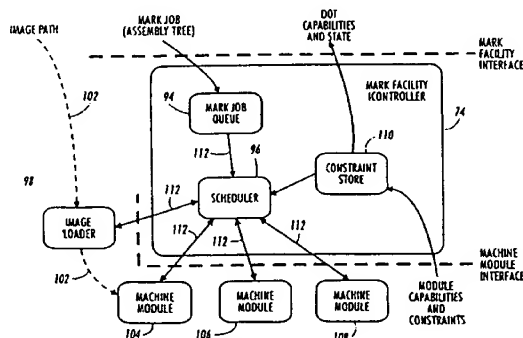 IMAGE PATH
MARK JOB
(ASSEMBLY TREE)
DOT
CAPABILITIES
AND STATE
MARK
FACILITY
INTERFACE
102
94
MARK JOB
QUEUE
MARK FACILITY
(CONTROLLER
74
112
96
110
CONSTRAINT
STORE
98
112
SCHEDULER
112
IMAGE
LOADER
112
112
MACHINE
MODULE
INTERFACE
102
MACHINE
MODULE
104
MACHINE
MODULE
106
MACHINE
MODULE
MODULE
CAPABILITIES
AND
CONSTRAINTS